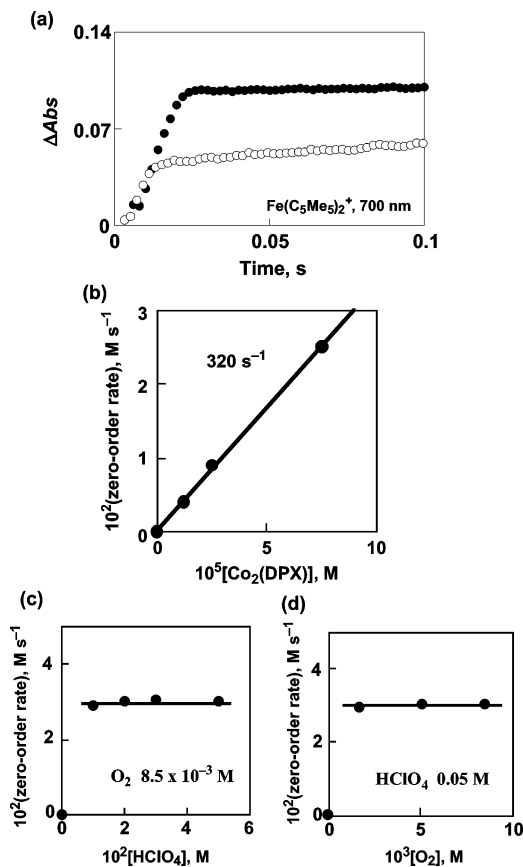 (a)
0.14
0.07
0
ΔAbs
Fe(C₅Me₅)₂⁺, 700 nm
0
0.05
0.1
Time, s
(b)
3
2
1
0
10²(zero-order rate), M s⁻¹
320 s⁻¹
0
5
10
10⁵[Co₂(DPX)], M
(c)
4
2
0
10²(zero-order rate), M s⁻¹
O₂ 8.5 x 10⁻³ M
0
2
4
6
10²[HClO₄], M
(d)
4
2
0
10²(zero-order rate), M s⁻¹
HClO₄ 0.05 M
0
5
10
10³[O₂], M